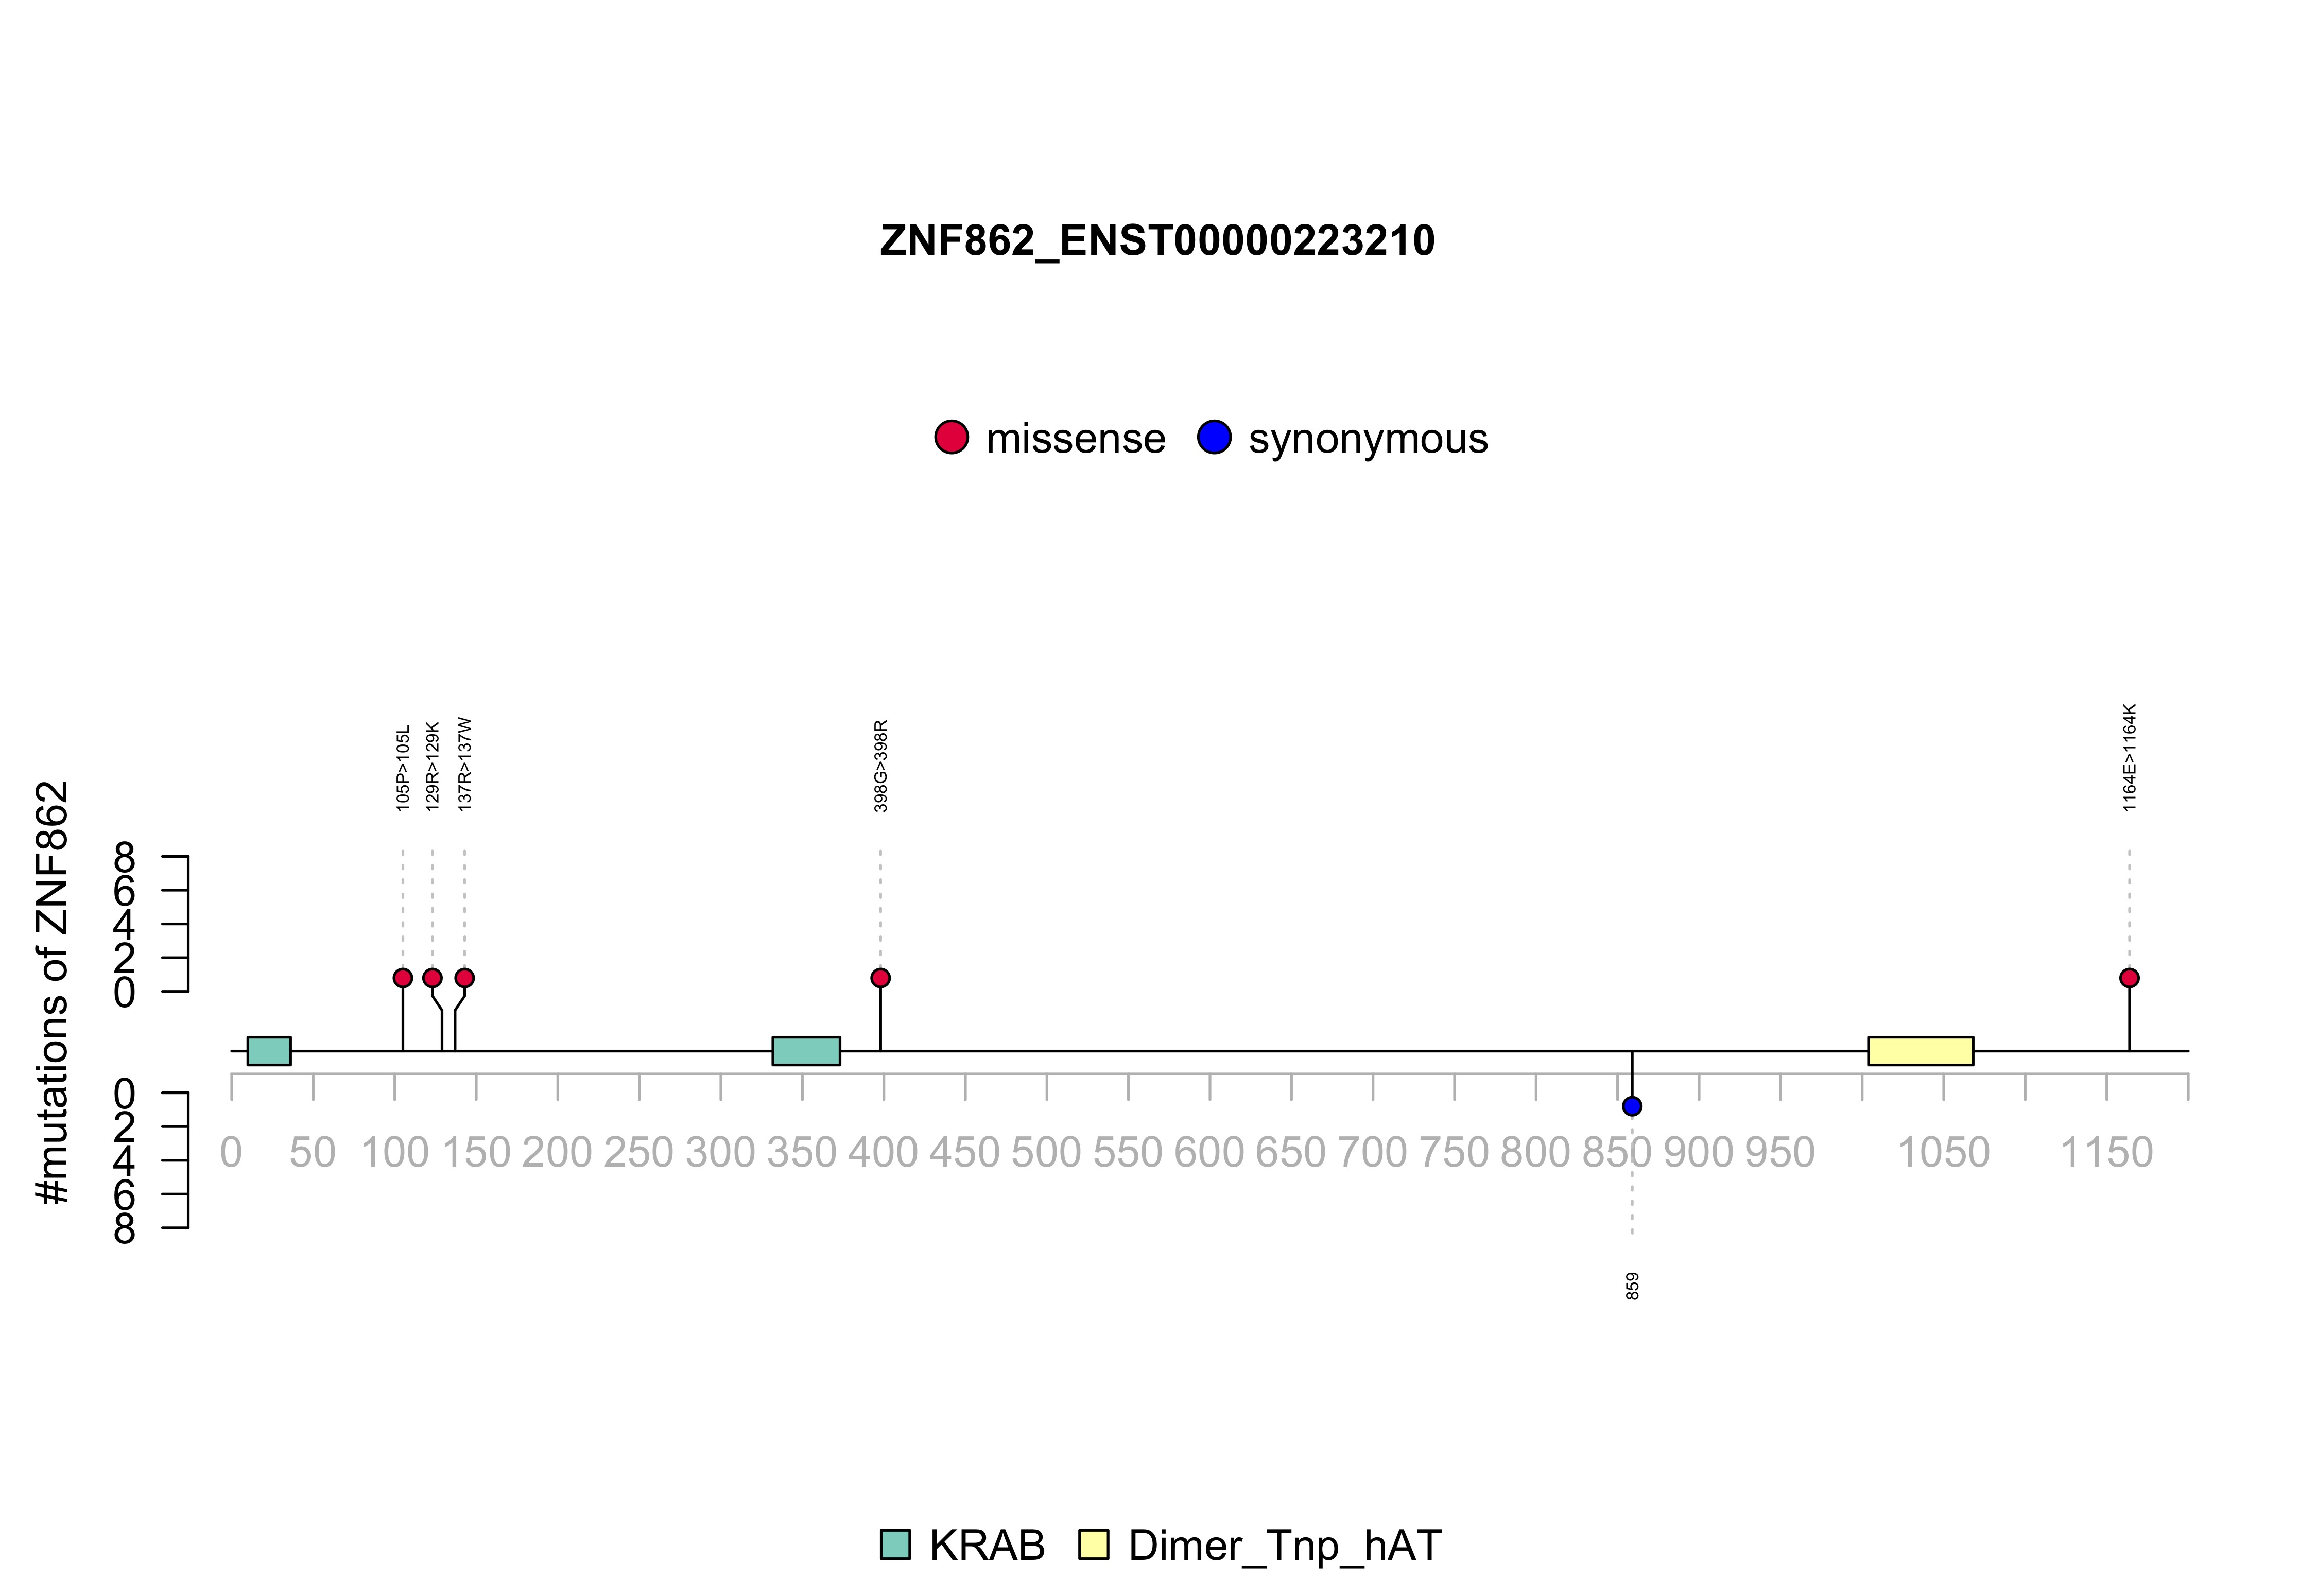 ZNF862_ENST00000223210
missense synonymous
105P>105L
129R>129K
137R>137W
398G>398R
1164E>1164K
#mutations of ZNF862
8
6
4
2
0
0
2
4
6
8
0 50 100 150 200 250 300 350 400 450 500 550 600 650 700 750 800 850 900 950 1050 1150
859
KRAB Dimer_Tnp_hAT